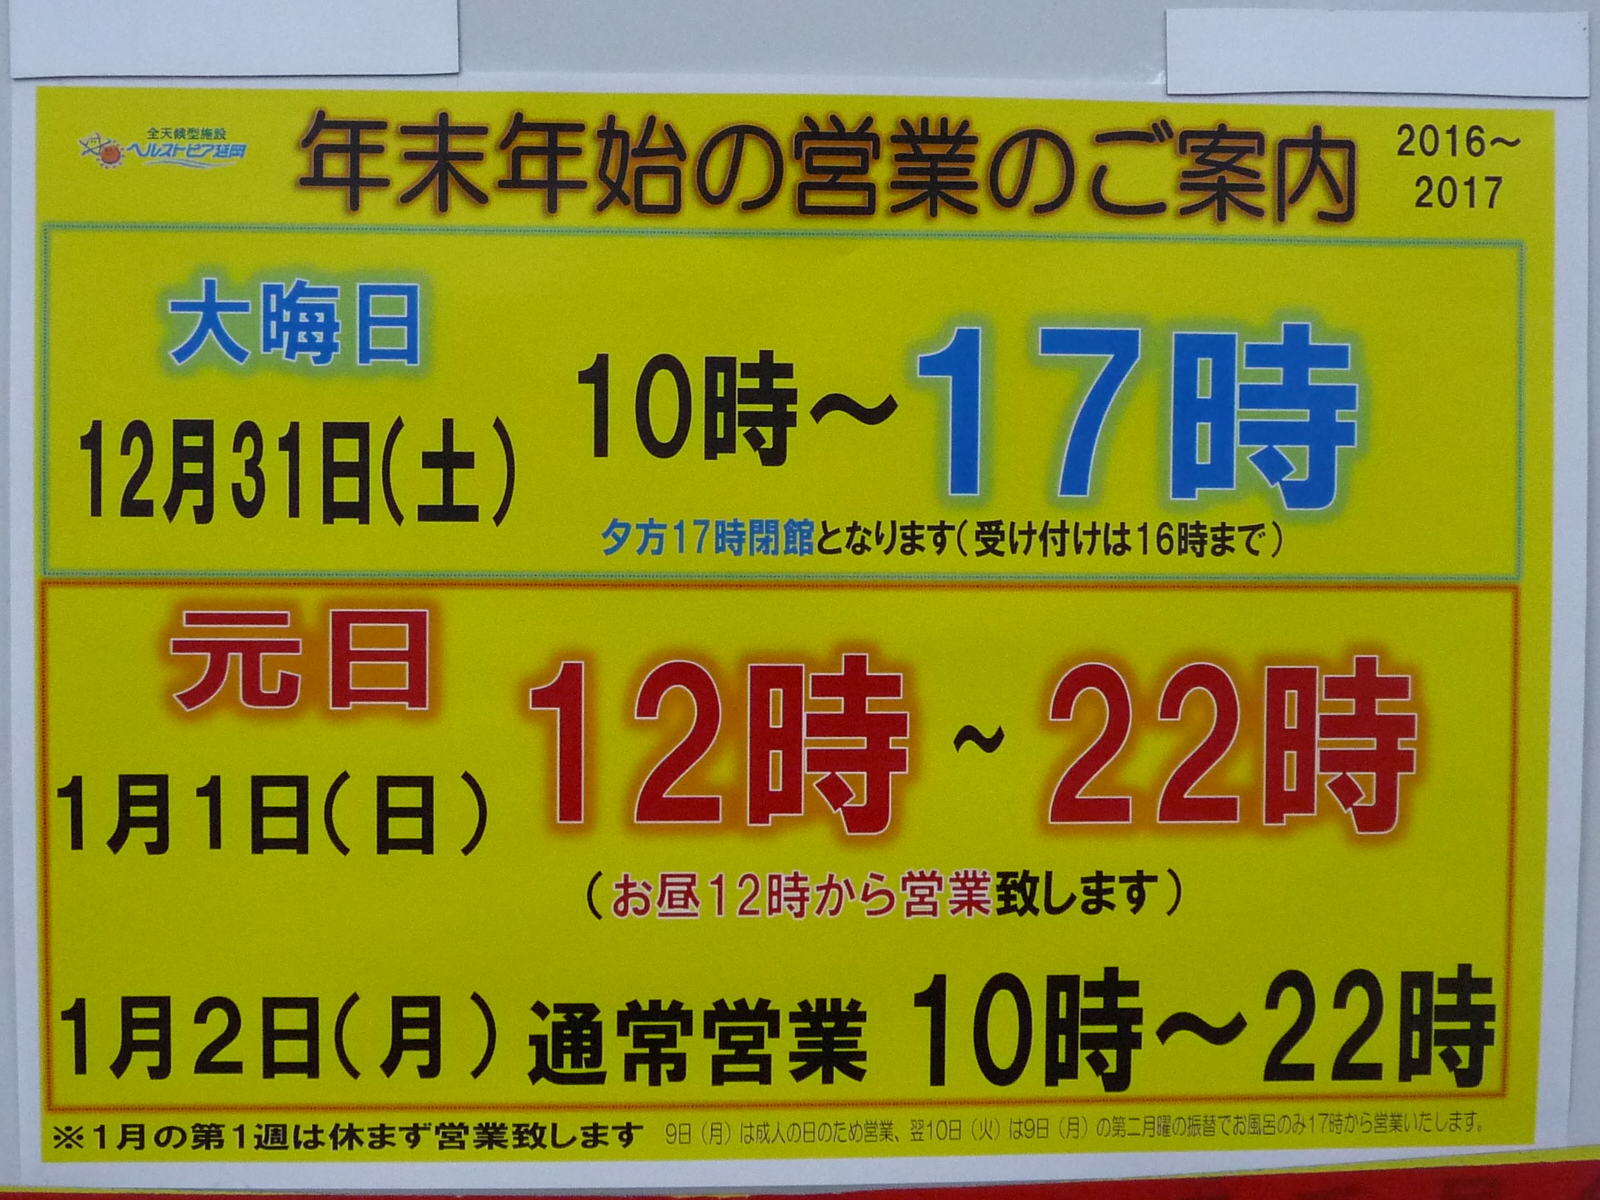 全天候型施設
ヘルストピア延岡
年末年始の営業のご案内
2016～
2017
大晦日
12月31日(土)
10時～17時
夕方17時閉館となります(受け付けは16時まで)
元日
1月1日(日)
12時~22時
(お昼12時から営業致します)
1月2日(月) 通常営業 10時～22時
※1月の第1週は休まず営業致します
9日(月)は成人の日のため営業、翌10日(火)は9日(月)の第二月曜の振替でお風呂のみ17時から営業いたします。